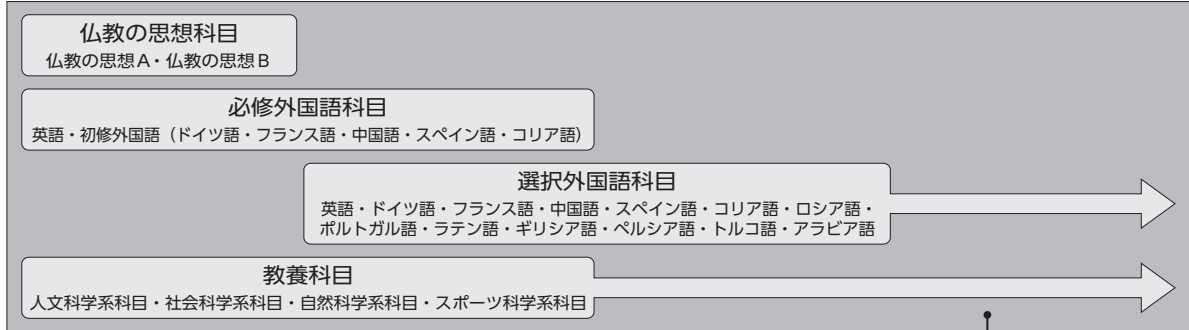 仏教の思想科目
仏教の思想A・仏教の思想B
必修外国語科目
英語・初修外国語（ドイツ語・フランス語・中国語・スペイン語・コリア語）
選択外国語科目
英語・ドイツ語・フランス語・中国語・スペイン語・コリア語・ロシア語・
ポルトガル語・ラテン語・ギリシア語・ペルシア語・トルコ語・アラビア語
教養科目
人文科学系科目・社会科学系科目・自然科学系科目・スポーツ科学系科目